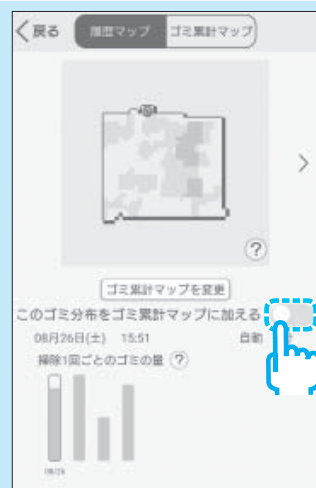 戻る 履歴マップ ゴミ累計マップ
?
ゴミ累計マップを変更
このゴミ分布をゴミ累計マップに加える
08月26日(土) 15:51 自動
掃除1回ごとのゴミの量 ?
08/26